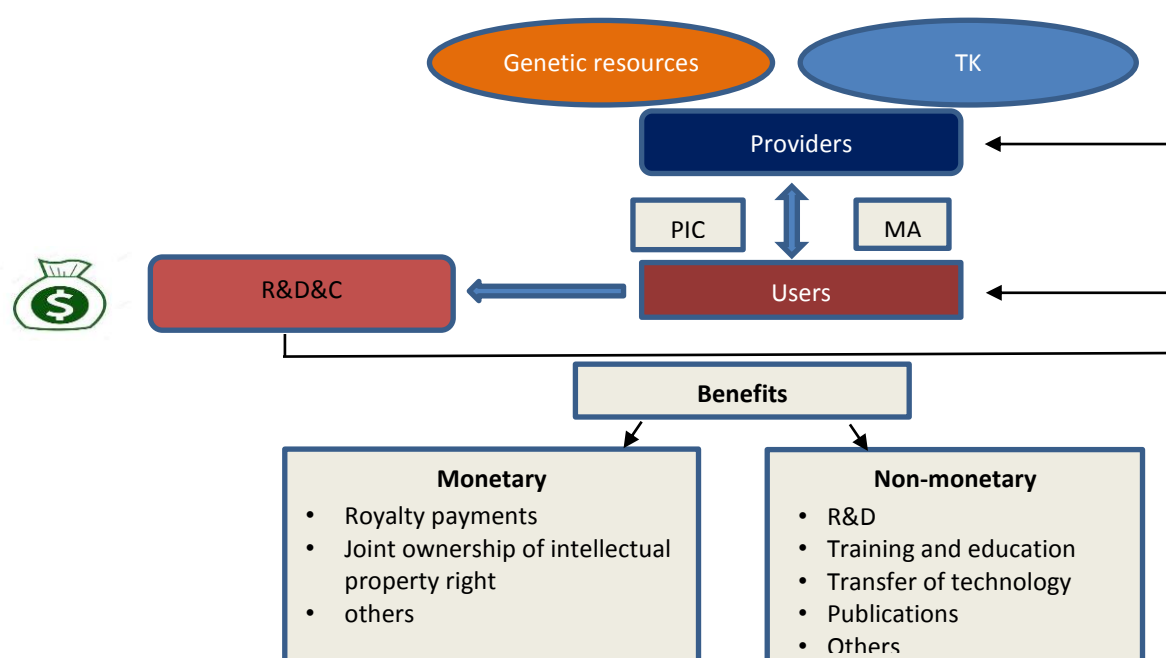 Genetic resources
TK
Providers
PIC
MA
R&D&C
Users
$
Benefits
Monetary
• Royalty payments
• Joint ownership of intellectual
property right
• others
Non-monetary
• R&D
• Training and education
• Transfer of technology
• Publications
• Others